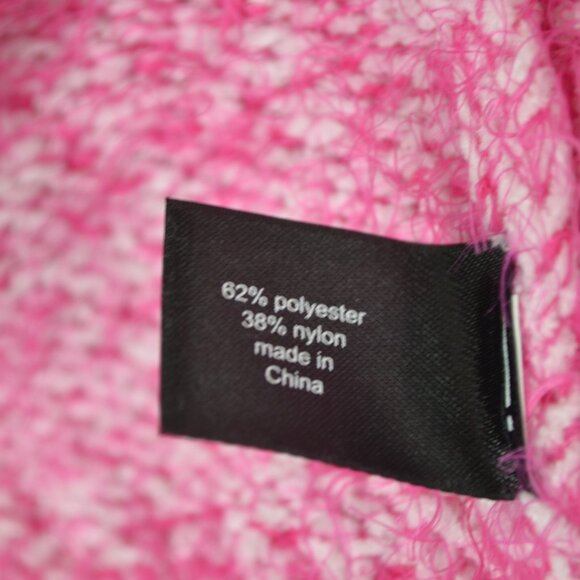 62% polyester
38% nylon
made in
China